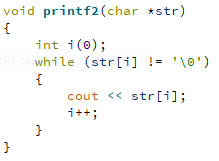 void printf2(char *str)
{
    int i(0);
    while (str[i] != '\0')
    {
        cout << str[i];
        i++;
    }
}